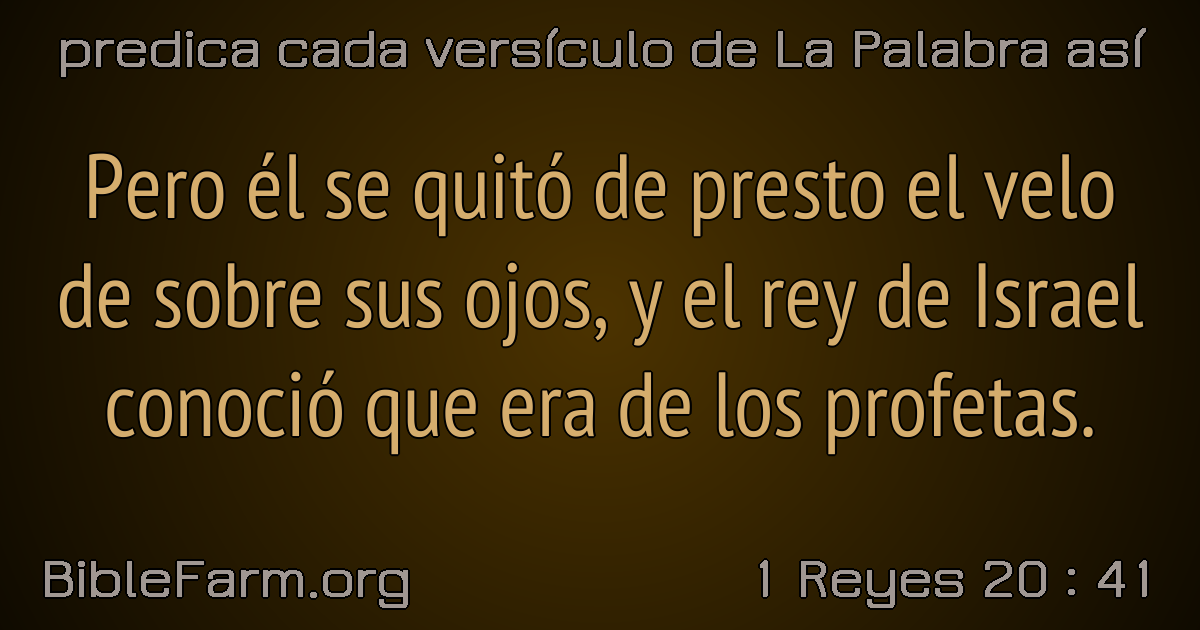 predica cada versículo de La Palabra así
Pero él se quitó de presto el velo
de sobre sus ojos, y el rey de Israel
conoció que era de los profetas.
BibleFarm.org
1 Reyes 20 : 41